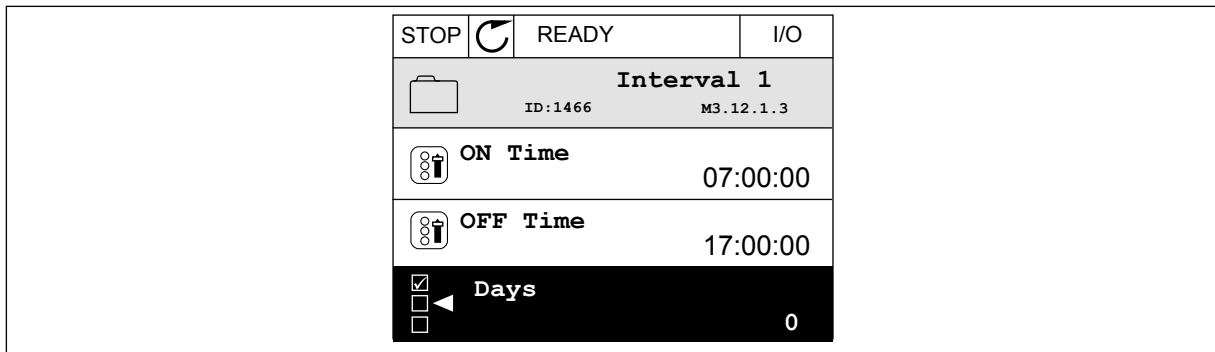 STOP READY I/O
Interval 1
ID:1466 M3.12.1.3
ON Time
07:00:00
OFF Time
17:00:00
Days
0